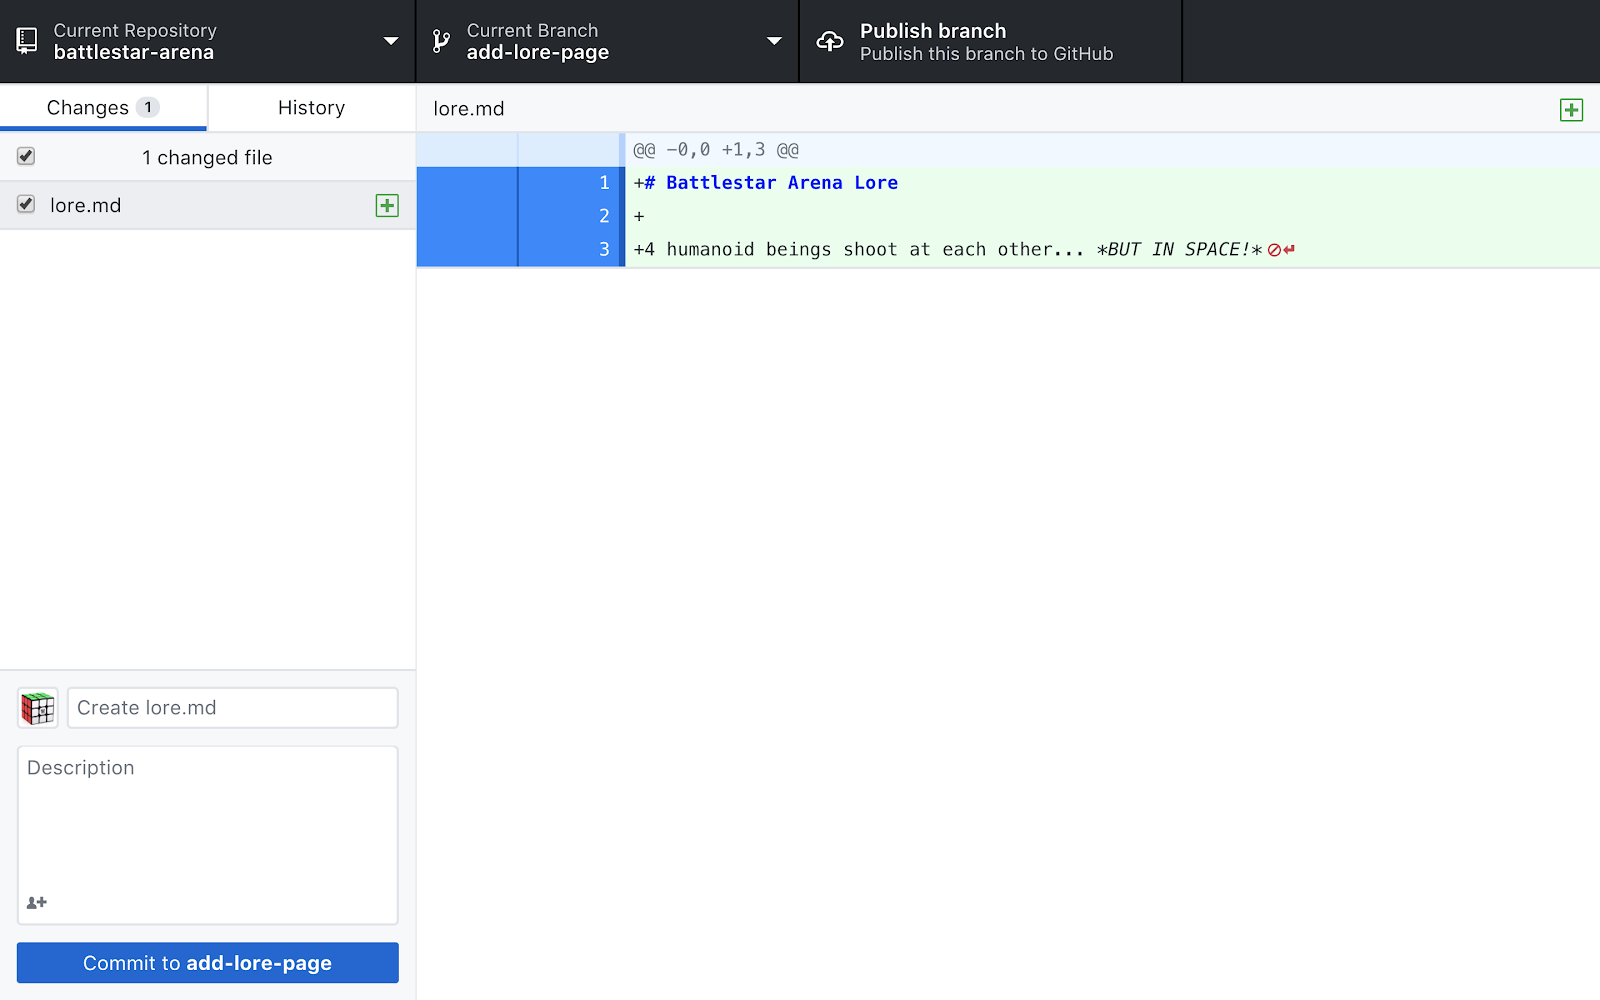 Current Repository
battlestar-arena
Current Branch
add-lore-page
Publish branch
Publish this branch to GitHub
Changes 1
History
lore.md
1 changed file
lore.md
@@ -0,0 +1,3 @@
1 +# Battlestar Arena Lore
2 +
3 +4 humanoid beings shoot at each other... *BUT IN SPACE!*
Create lore.md
Description
Commit to add-lore-page